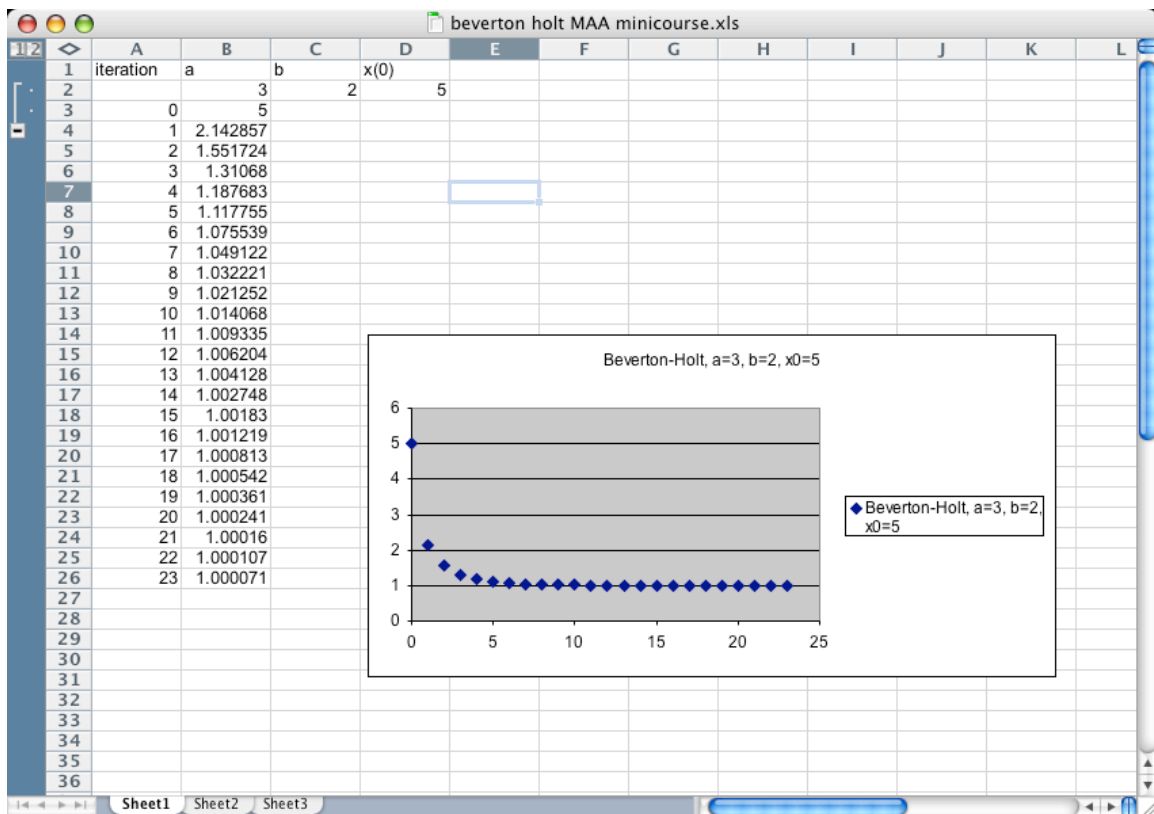 beverton holt MAA minicourse.xls
1 2 A B C D E F G H I J K L
1 iteration a b x(0)
2 3 2 5
3 0 5
4 1 2.142857
5 2 1.551724
6 3 1.31068
7 4 1.187683
8 5 1.117755
9 6 1.075539
10 7 1.049122
11 8 1.032221
12 9 1.021252
13 10 1.014068
14 11 1.009335
15 12 1.006204
16 13 1.004128
17 14 1.002748
18 15 1.00183
19 16 1.001219
20 17 1.000813
21 18 1.000542
22 19 1.000361
23 20 1.000241
24 21 1.00016
25 22 1.000107
26 23 1.000071
27
28
29
30
31
32
33
34
35
36
Beverton-Holt, a=3, b=2, x0=5
6
5
4
3
2
1
0
0 5 10 15 20 25
Beverton-Holt, a=3, b=2,
x0=5
Sheet1 Sheet2 Sheet3